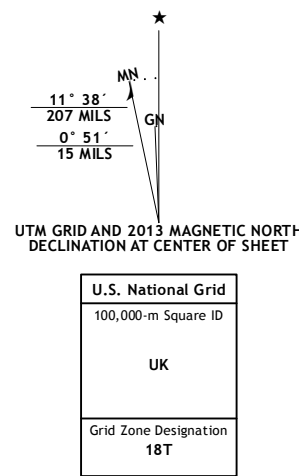 ★
MN
11° 38´
207 MILS
GN
0° 51´
15 MILS
UTM GRID AND 2013 MAGNETIC NORTH
DECLINATION AT CENTER OF SHEET
U.S. National Grid
100,000-m Square ID
UK
Grid Zone Designation
18T